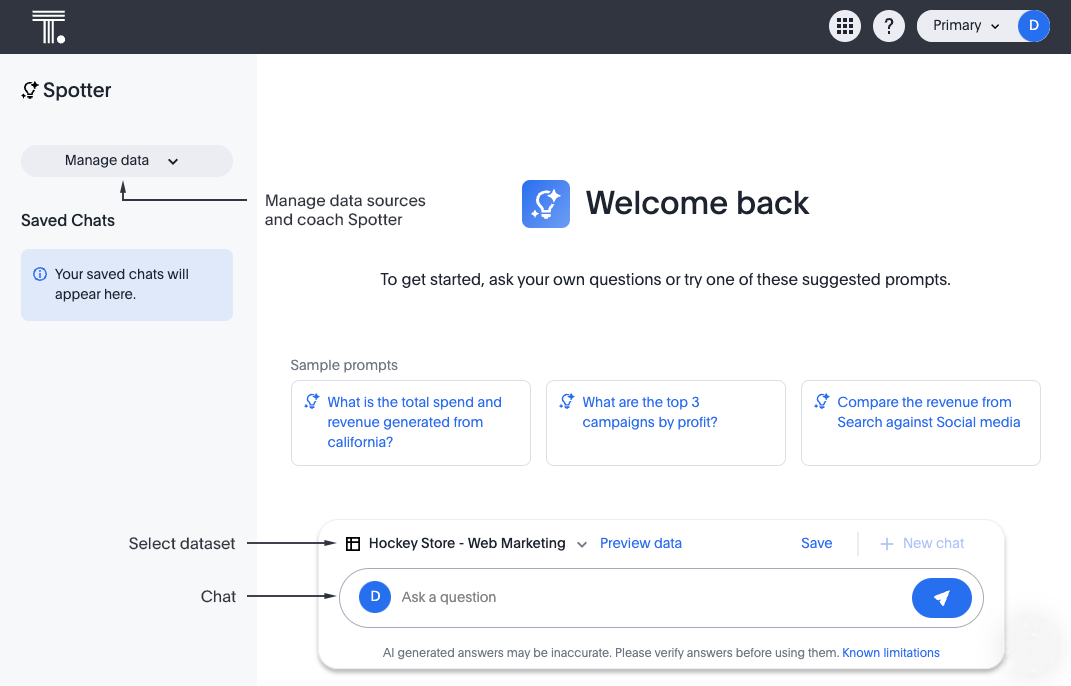 T.
?
Primary
D
Spotter
Manage data
Manage data sources
and coach Spotter
Saved Chats
Your saved chats will
appear here.
Welcome back
To get started, ask your own questions or try one of these suggested prompts.
Sample prompts
What is the total spend and
revenue generated from
california?
What are the top 3
campaigns by profit?
Compare the revenue from
Search against Social media
Select dataset
Hockey Store - Web Marketing
Preview data
Save
+ New chat
Chat
D
Ask a question
AI generated answers may be inaccurate. Please verify answers before using them. Known limitations